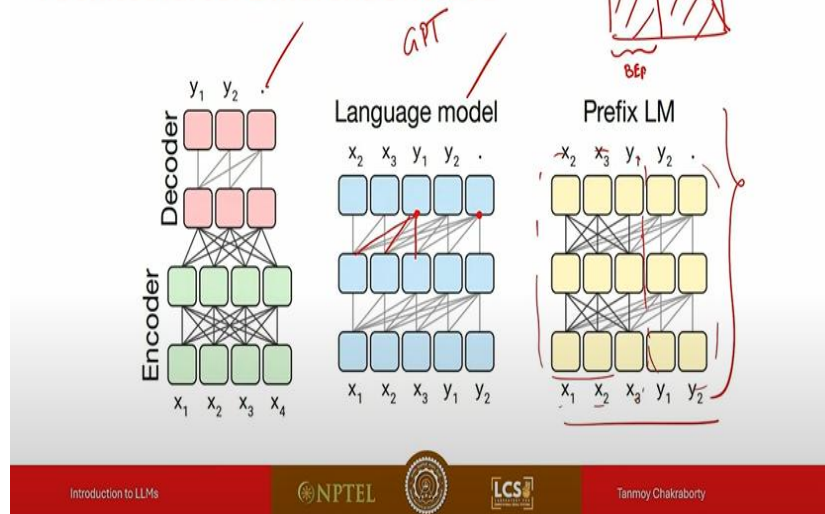 GPT
BER
y1 y2 .
Decoder
Encoder
x1 x2 x3 x4
Language model
x2 x3 y1 y2 .
x1 x2 x3 y1 y2
Prefix LM
x2 x3 y1 y2 .
x1 x2 x3 y1 y2
Introduction to LLMs
NPTEL
LCS
Tanmoy Chakraborty